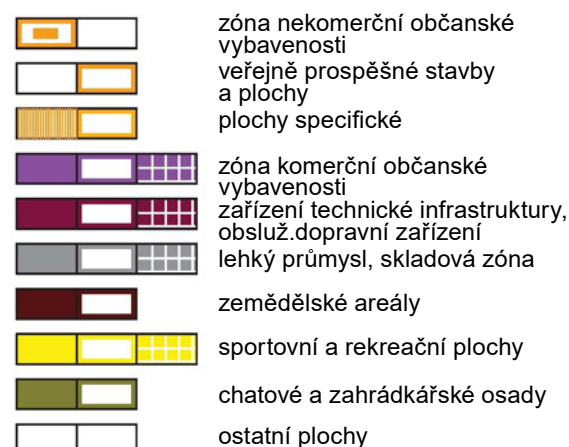 zóna nekomerční občanské
vybavenosti
veřejně prospěšné stavby
a plochy
plochy specifické
zóna komerční občanské
vybavenosti
zařízení technické infrastruktury,
obsluž.dopravní zařízení
lehký průmysl, skladová zóna
zemědělské areály
sportovní a rekreační plochy
chatové a zahrádkářské osady
ostatní plochy